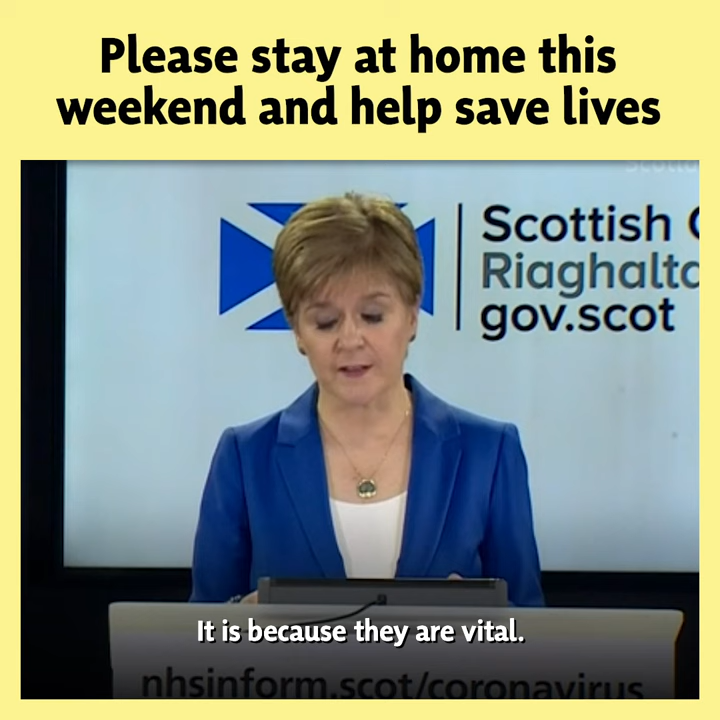 Please stay at home this
weekend and help save lives
Scottish
Riaghalta
gov.scot
It is because they are vital.
nhsinform.scot/coronavirus